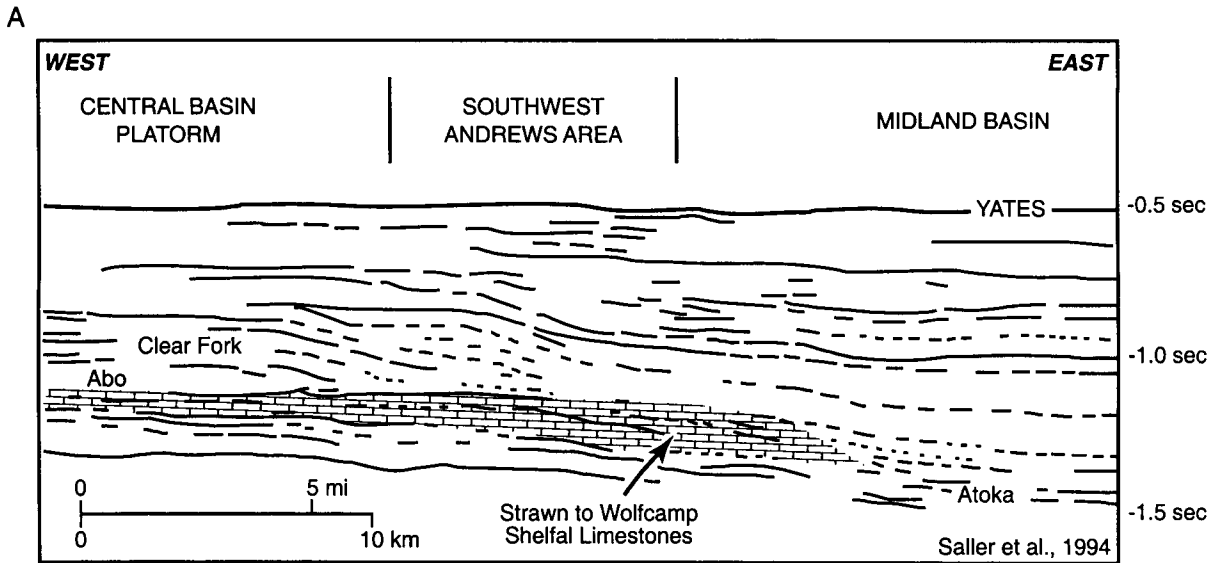 A
WEST
EAST
CENTRAL BASIN
PLATORM
SOUTHWEST
ANDREWS AREA
MIDLAND BASIN
YATES
-0.5 sec
Clear Fork
-1.0 sec
Abo
0
5 mi
0
10 km
Strawn to Wolfcamp
Shelfal Limestones
Atoka
-1.5 sec
Saller et al., 1994